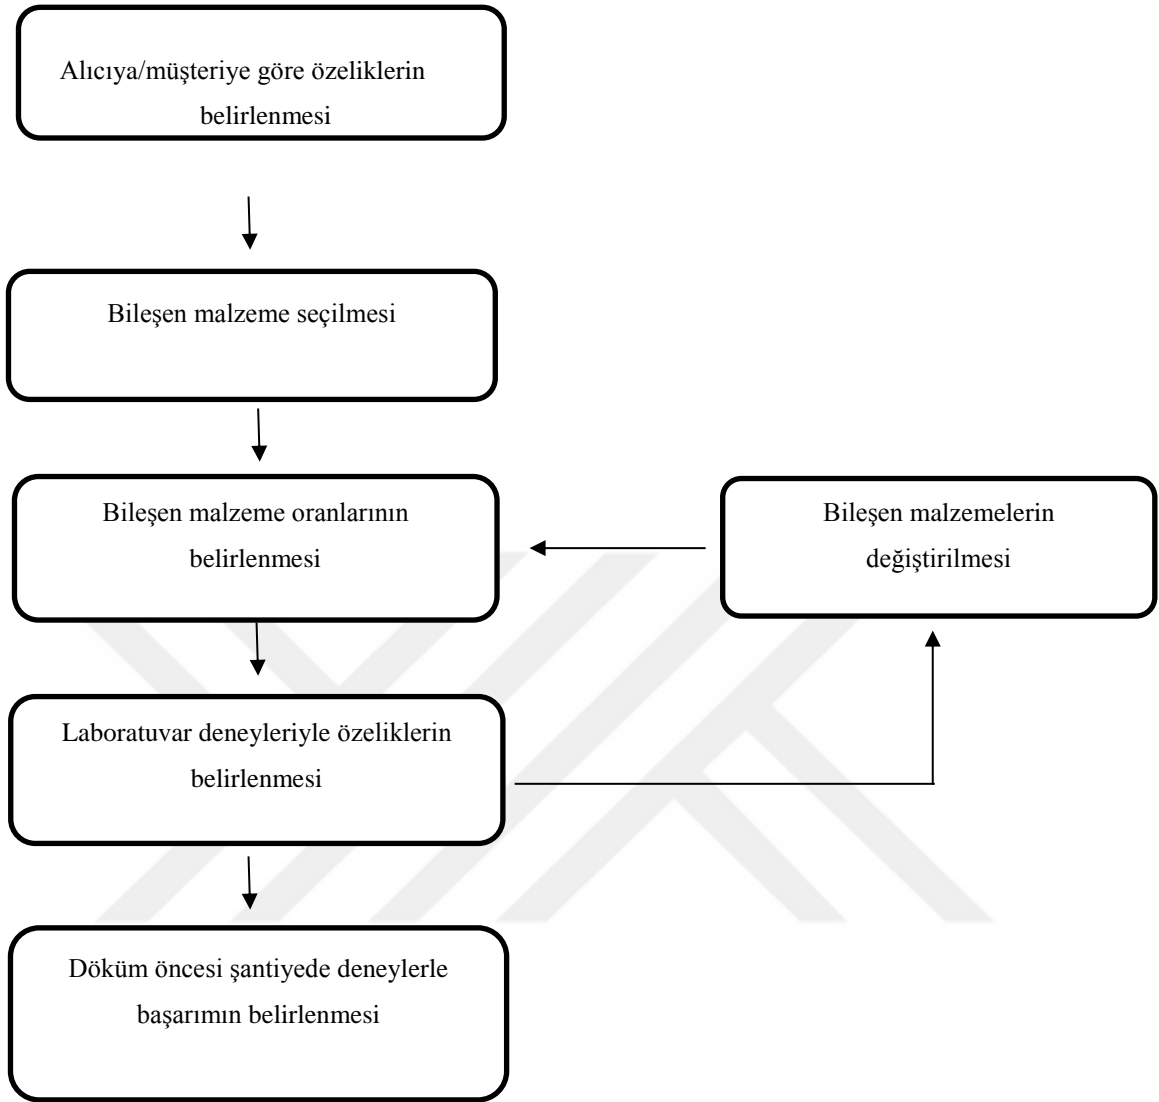 Alıcıya/müşteriye göre özeliklerin
belirlenmesi
Bileşen malzeme seçilmesi
Bileşen malzeme oranlarının
belirlenmesi
Bileşen malzemelerin
değiştirilmesi
Laboratuvar deneyleriyle özeliklerin
belirlenmesi
Döküm öncesi şantiyede deneylerle
başarımın belirlenmesi